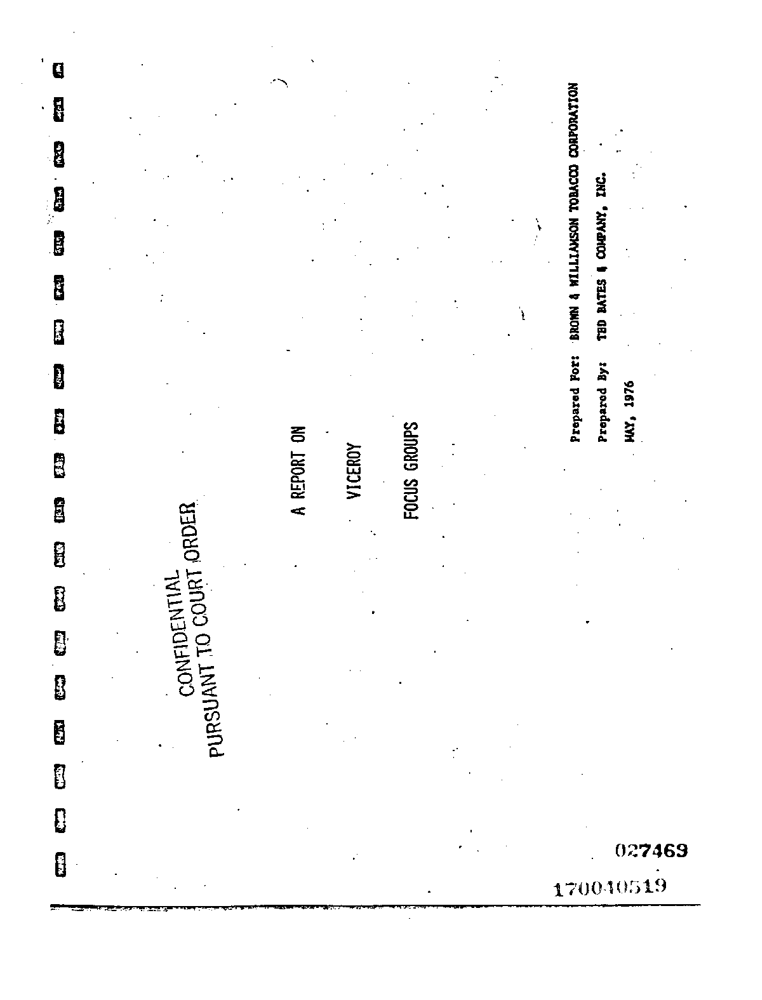 CONFIDENTIAL
PURSUANT TO COURT ORDER
A REPORT ON
VICEROY
FOCUS GROUPS
Prepared For: BROWN & WILLIAMSON TOBACCO CORPORATION
Prepared By: TED BATES & COMPANY, INC.
MAY, 1976
027469
170040519